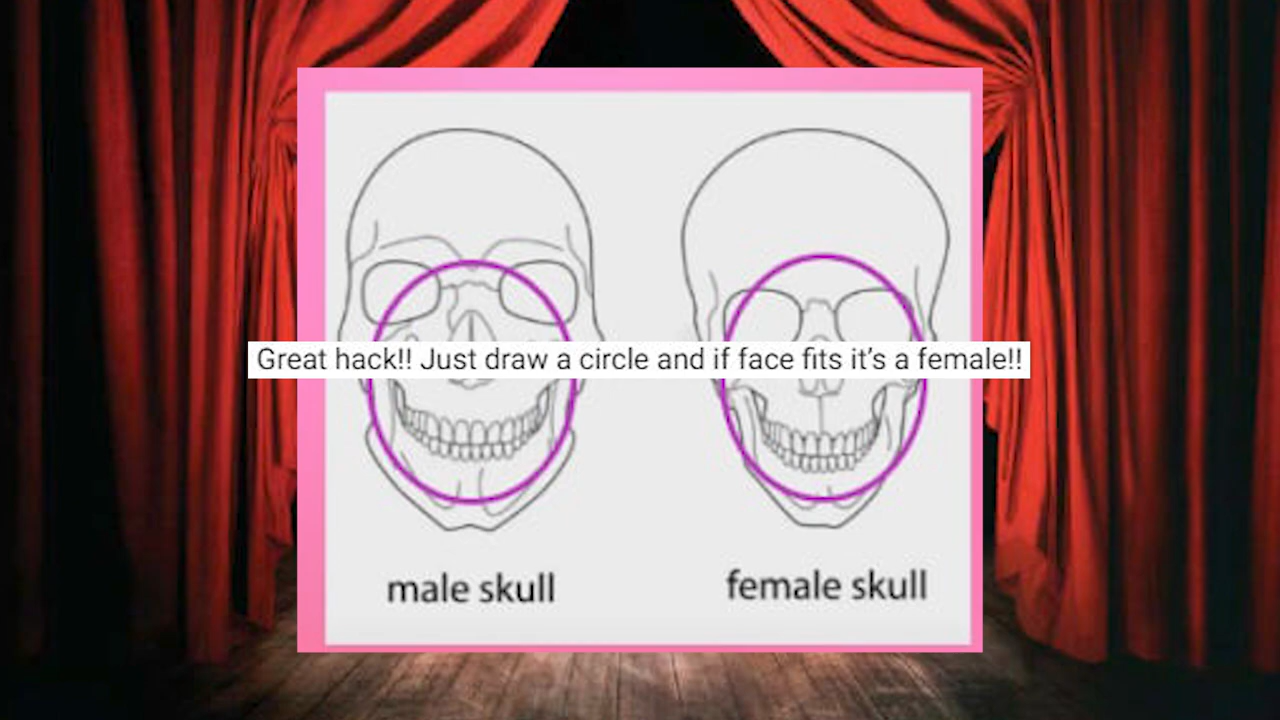 Great hack!! Just draw a circle and if face fits it’s a female!!
male skull
female skull